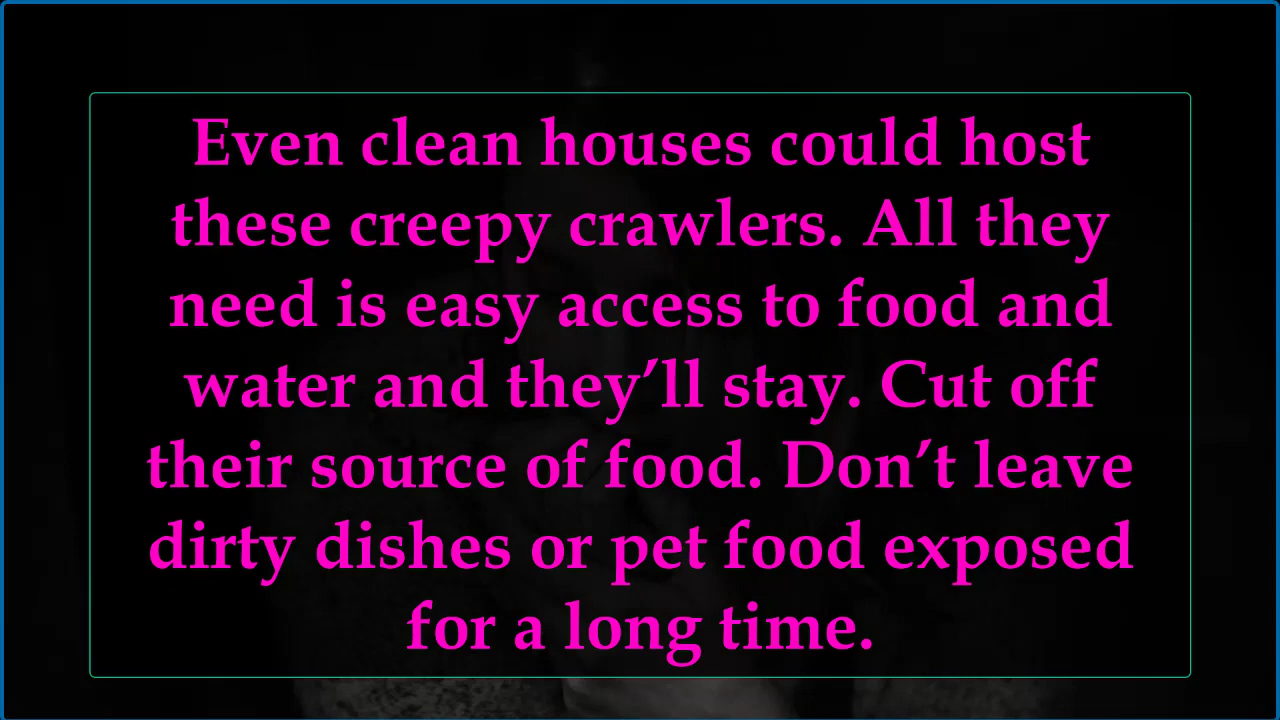 Even clean houses could host
these creepy crawlers. All they
need is easy access to food and
water and they’ll stay. Cut off
their source of food. Don’t leave
dirty dishes or pet food exposed
for a long time.